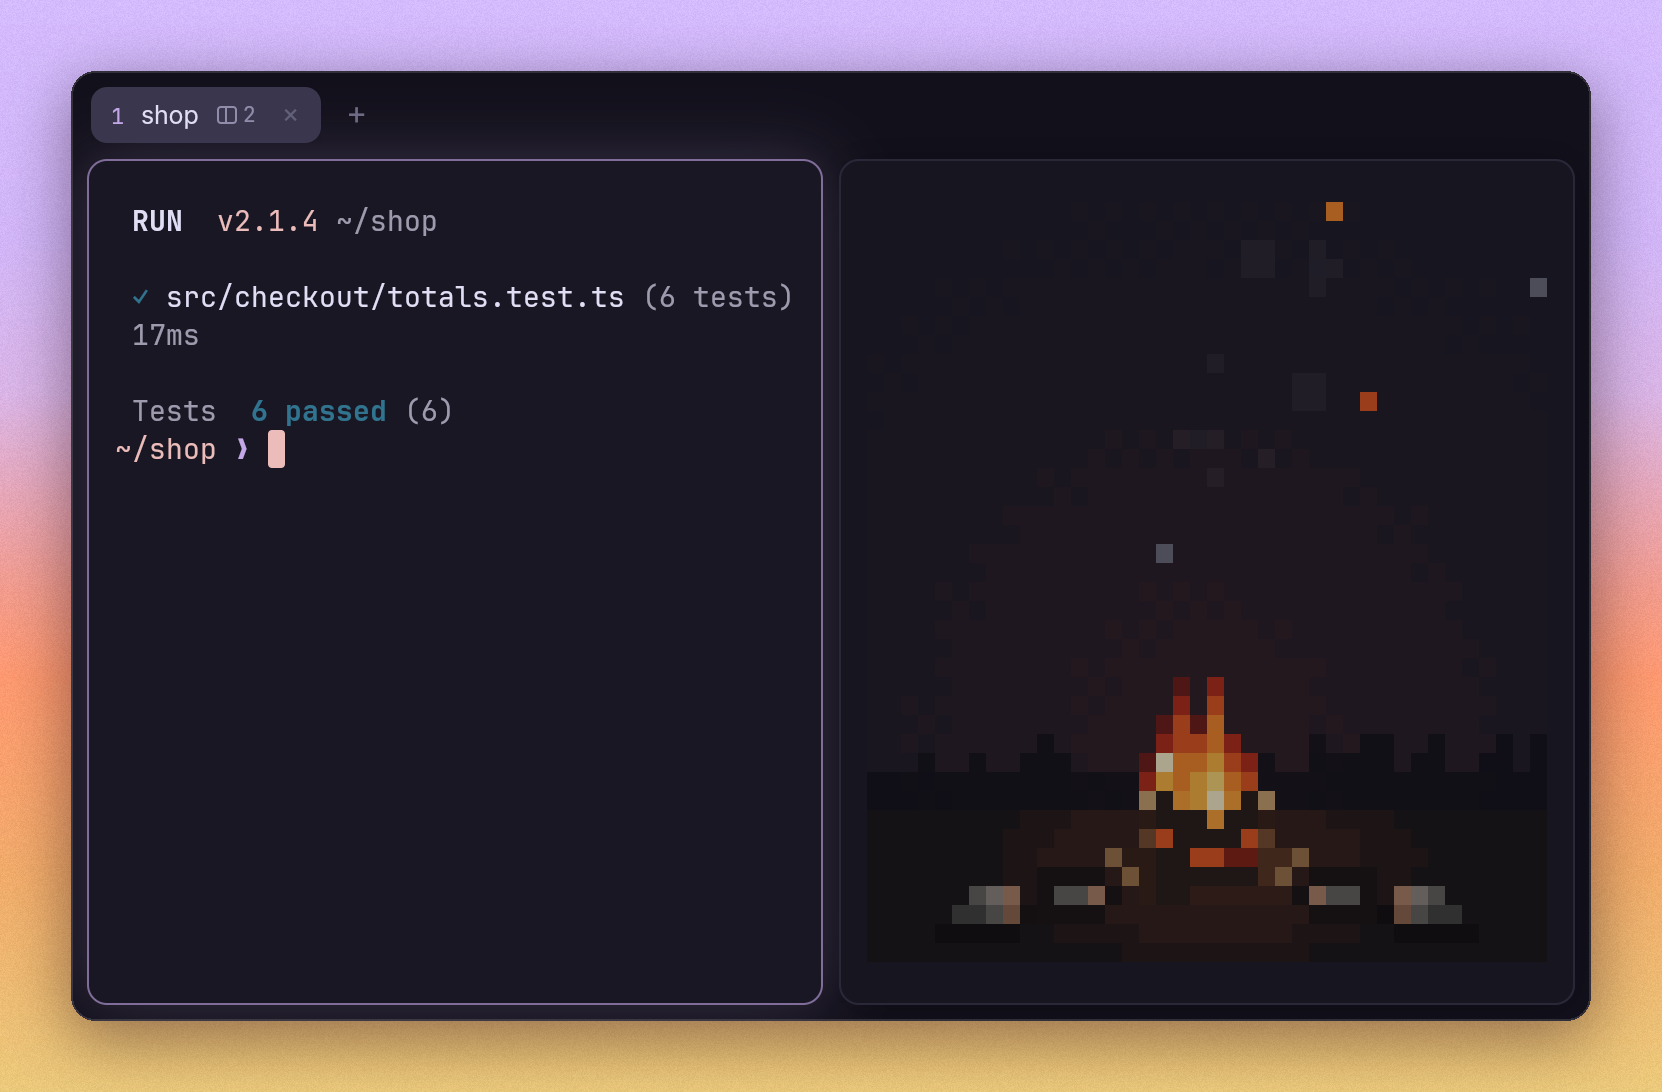 1 shop 2 × +
RUN v2.1.4 ~/shop
✓ src/checkout/totals.test.ts (6 tests)
17ms
Tests 6 passed (6)
~/shop ❯